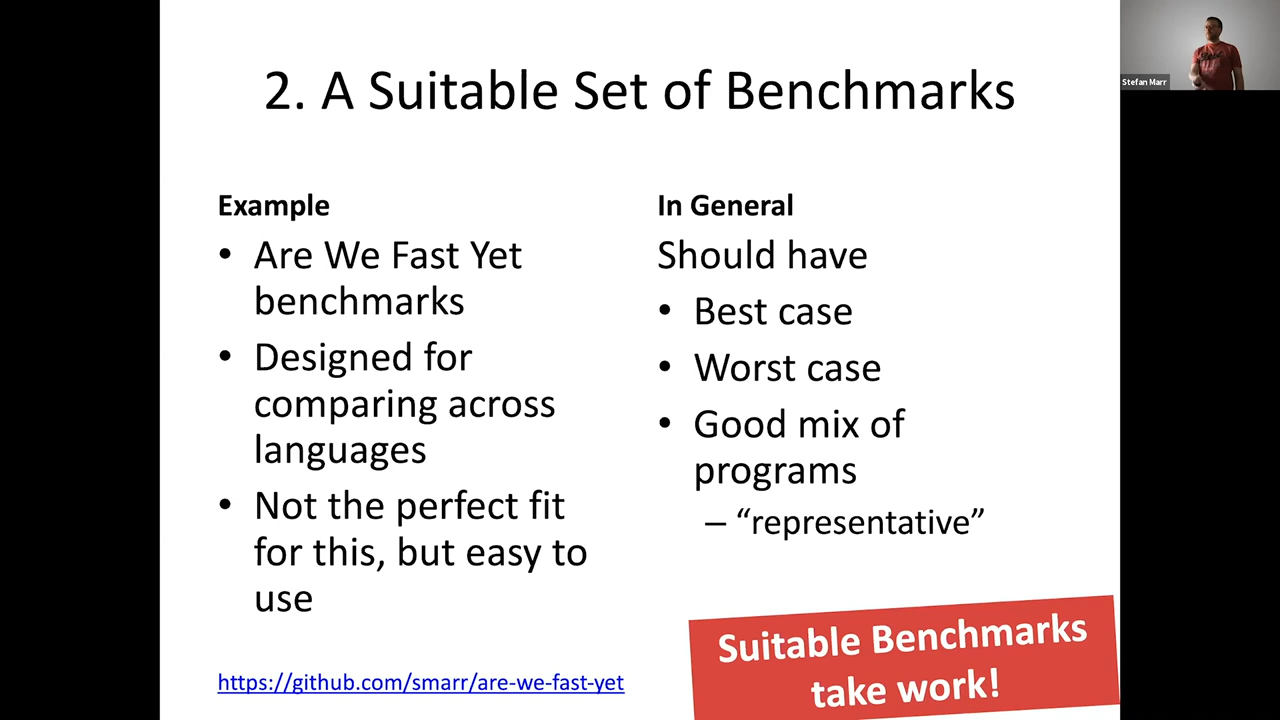 2. A Suitable Set of Benchmarks
Stefan Marr
Example
• Are We Fast Yet
benchmarks
• Designed for
comparing across
languages
• Not the perfect fit
for this, but easy to
use
https://github.com/smarr/are-we-fast-yet
In General
Should have
• Best case
• Worst case
• Good mix of
programs
– “representative”
Suitable Benchmarks
take work!